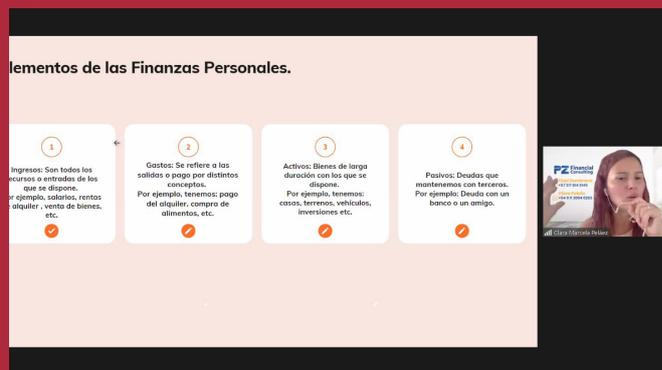 lementos de las Finanzas Personales.
1
Ingresos: Son todos los
ecursos o entradas de los
que se dispone.
or ejemplo, salarios, rentas
e alquiler , venta de bienes,
etc.
2
Gastos: Se refiere a las
salidas o pago por distintos
conceptos.
Por ejemplo, tenemos: pago
del alquiler, compra de
alimentos, etc.
3
Activos: Bienes de larga
duración con los que se
dispone.
Por ejemplo, tenemos:
casas, terrenos, vehículos,
inversiones etc.
4
Pasivos: Deudas que
mantenemos con terceros.
Por ejemplo: Deuda con un
banco o un amigo.
PZ Financial
Consulting
Clara Marcela Peláez